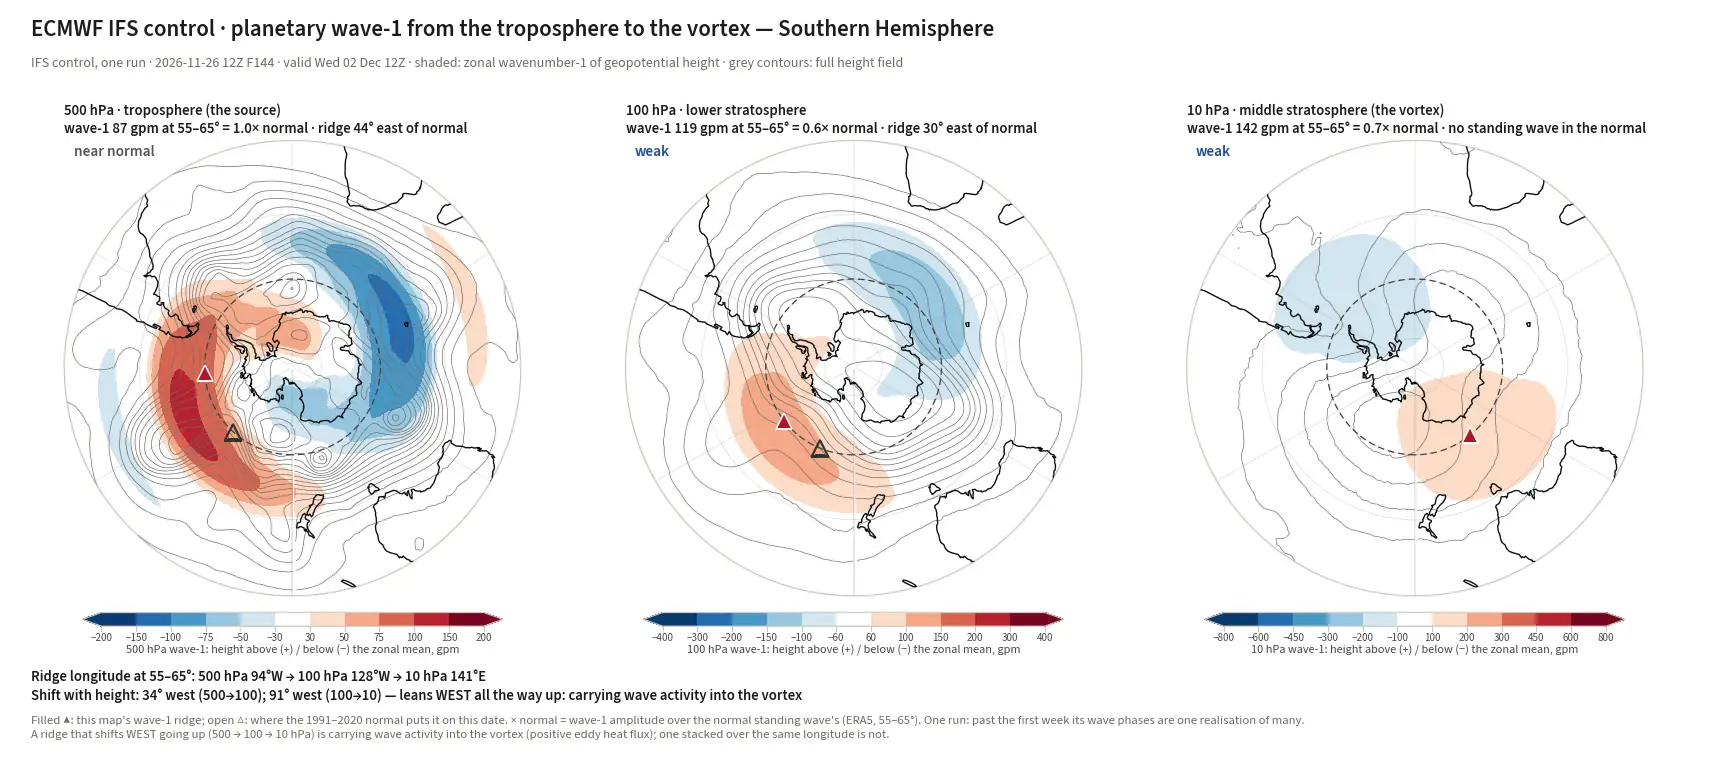 ECMWF IFS control · planetary wave-1 from the troposphere to the vortex — Southern Hemisphere
IFS control, one run · 2026-11-26 12Z F144 · valid Wed 02 Dec 12Z · shaded: zonal wavenumber-1 of geopotential height · grey contours: full height field
500 hPa · troposphere (the source)
wave-1 87 gpm at 55–65° = 1.0× normal · ridge 44° east of normal
near normal
100 hPa · lower stratosphere
wave-1 119 gpm at 55–65° = 0.6× normal · ridge 30° east of normal
weak
10 hPa · middle stratosphere (the vortex)
wave-1 142 gpm at 55–65° = 0.7× normal · no standing wave in the normal
weak
−200 −150 −100 −75 −50 −30 30 50 75 100 150 200
500 hPa wave-1: height above (+) / below (−) the zonal mean, gpm
−400 −300 −200 −150 −100 −60 60 100 150 200 300 400
100 hPa wave-1: height above (+) / below (−) the zonal mean, gpm
−800 −600 −450 −300 −200 −100 100 200 300 450 600 800
10 hPa wave-1: height above (+) / below (−) the zonal mean, gpm
Ridge longitude at 55–65°: 500 hPa 94°W → 100 hPa 128°W → 10 hPa 141°E
Shift with height: 34° west (500→100); 91° west (100→10) — leans WEST all the way up: carrying wave activity into the vortex
Filled ▲: this map's wave-1 ridge; open △: where the 1991–2020 normal puts it on this date. × normal = wave-1 amplitude over the normal standing wave's (ERA5, 55–65°). One run: past the first week its wave phases are one realisation of many.
A ridge that shifts WEST going up (500 → 100 → 10 hPa) is carrying wave activity into the vortex (positive eddy heat flux); one stacked over the same longitude is not.